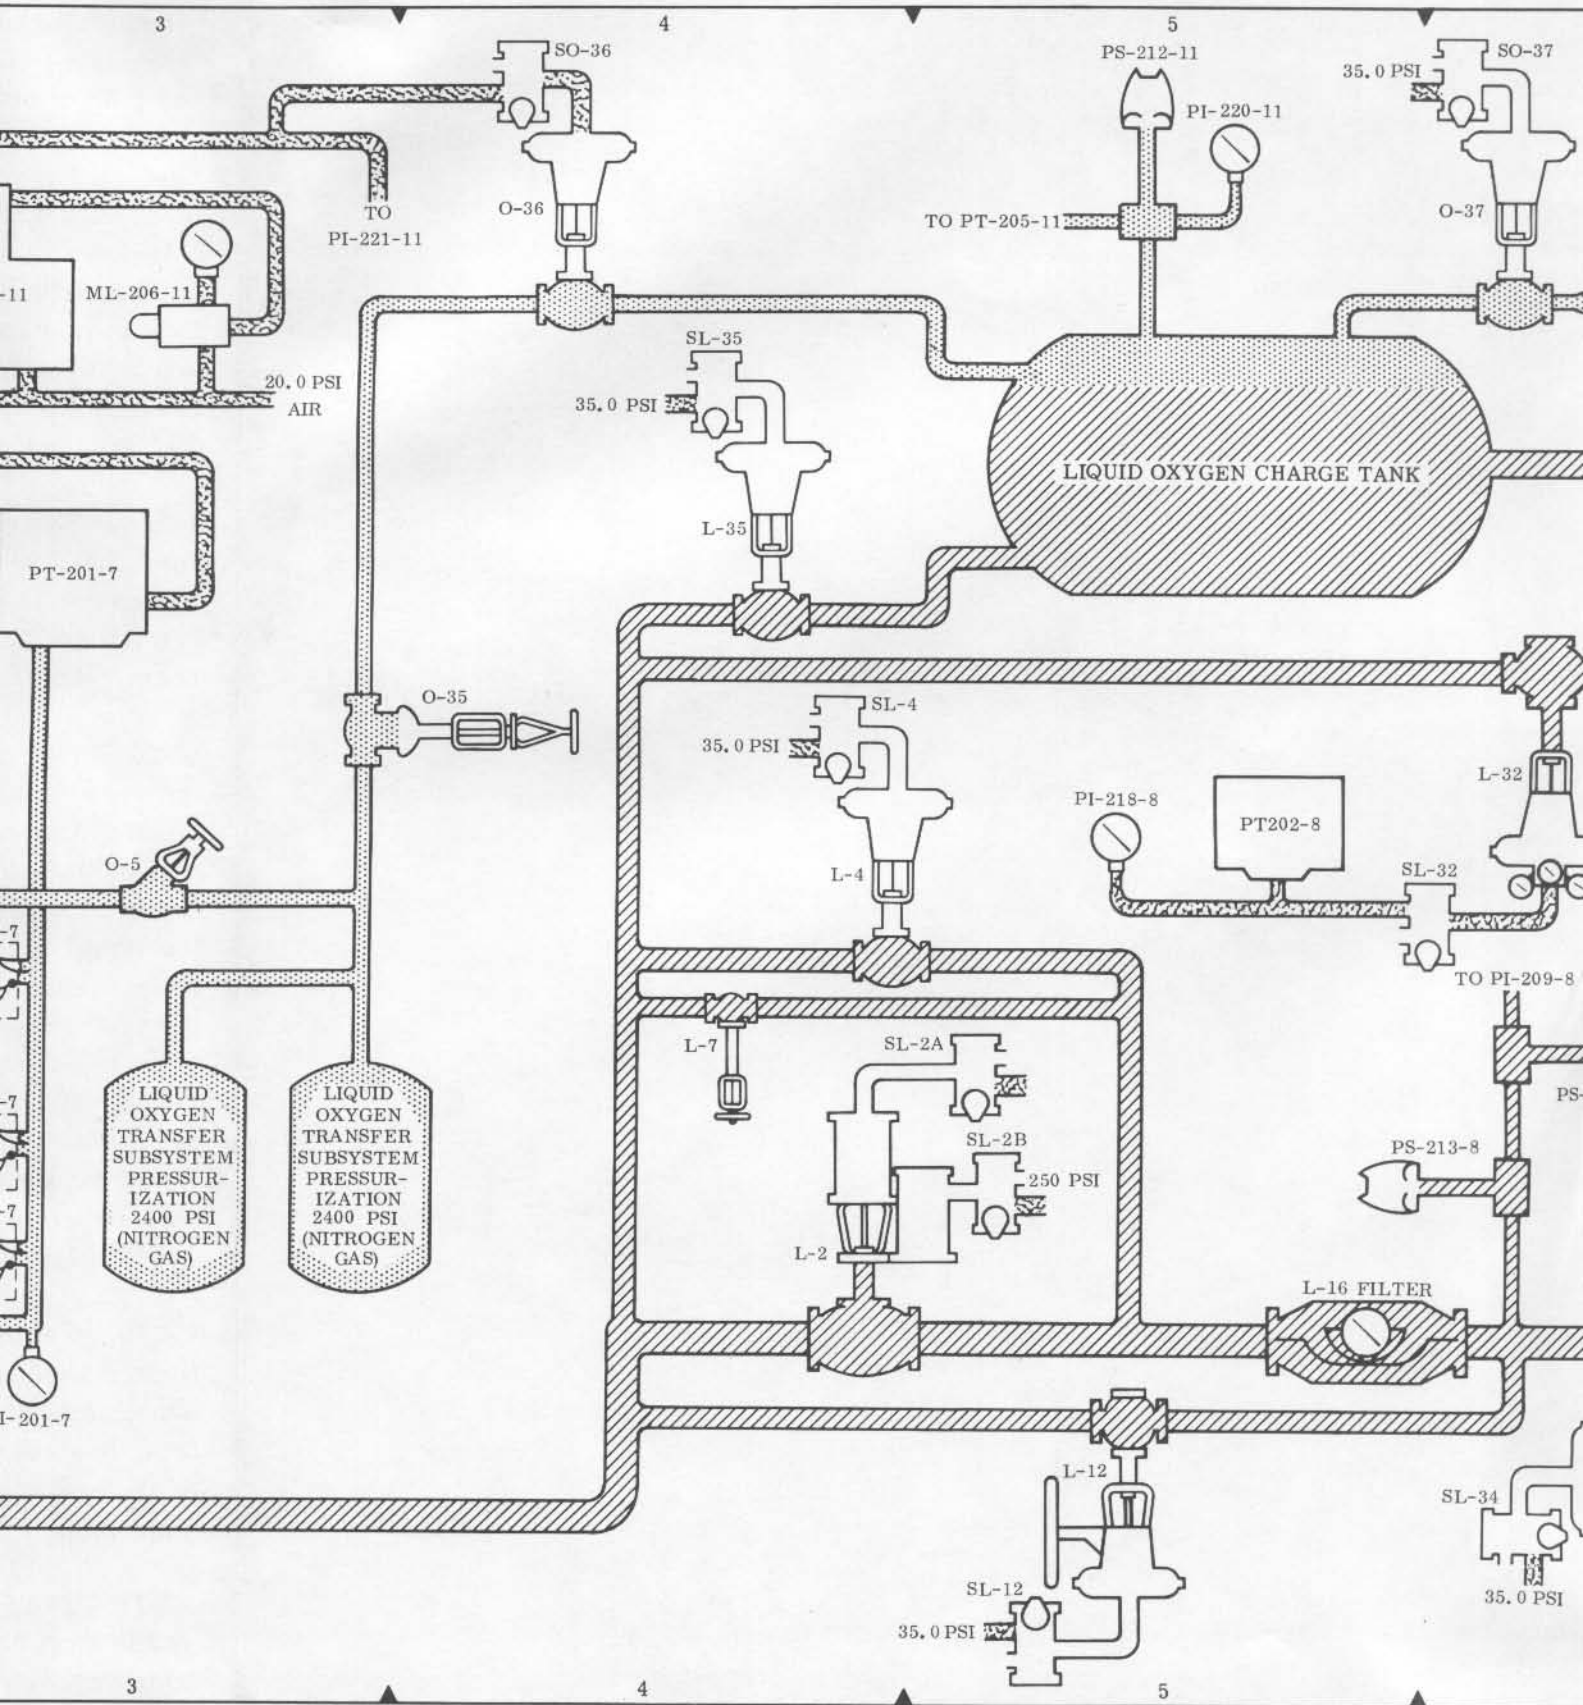 3
4
5
SO-36
PS-212-11
PI-220-11
35.0 PSI
SO-37
TO
PI-221-11
O-36
TO PT-205-11
O-37
-11
ML-206-11
20.0 PSI
AIR
SL-35
35.0 PSI
LIQUID OXYGEN CHARGE TANK
L-35
PT-201-7
O-35
SL-4
35.0 PSI
L-32
PI-218-8
PT202-8
O-5
L-4
SL-32
-7
TO PI-209-8
L-7
SL-2A
LIQUID
OXYGEN
TRANSFER
SUBSYSTEM
PRESSUR-
IZATION
2400 PSI
(NITROGEN
GAS)
LIQUID
OXYGEN
TRANSFER
SUBSYSTEM
PRESSUR-
IZATION
2400 PSI
(NITROGEN
GAS)
-7
PS-
SL-2B
250 PSI
PS-213-8
-7
L-2
L-16 FILTER
I-201-7
L-12
SL-34
SL-12
35.0 PSI
35.0 PSI
3
4
5